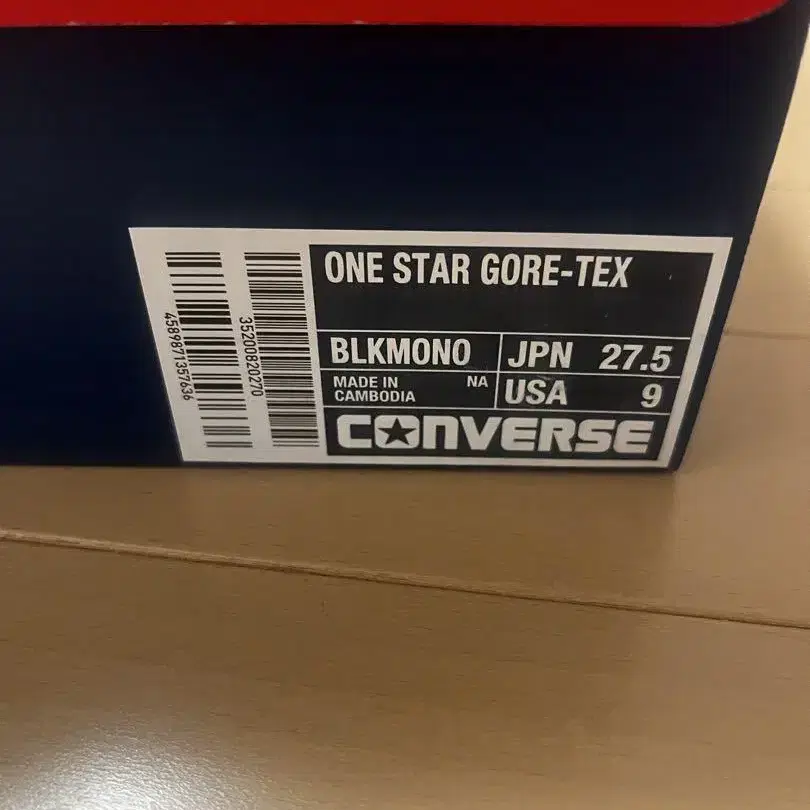 ONE STAR GORE-TEX
BLKMONO
JPN 27.5
MADE IN
CAMBODIA
NA
USA 9
CONVERSE
4589871357636
35200820270